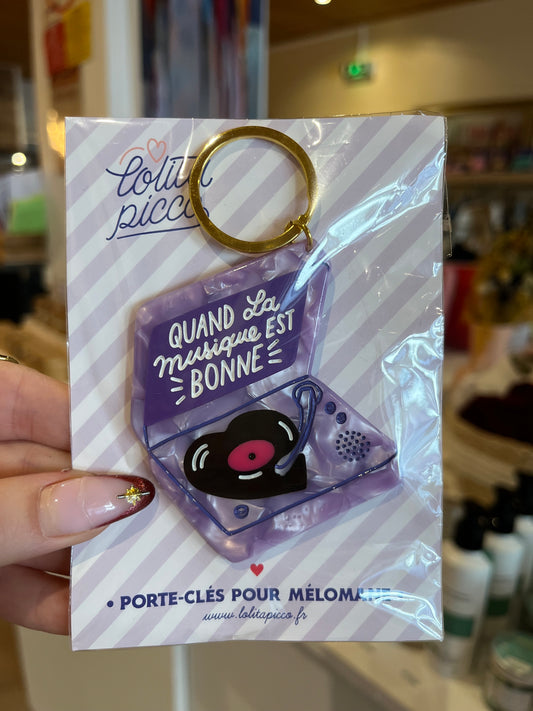 lolita
picco
QUAND La
musique EST
BONNE
• PORTE-CLÉS POUR MÉLOMANE •
www.lolitapicco.fr